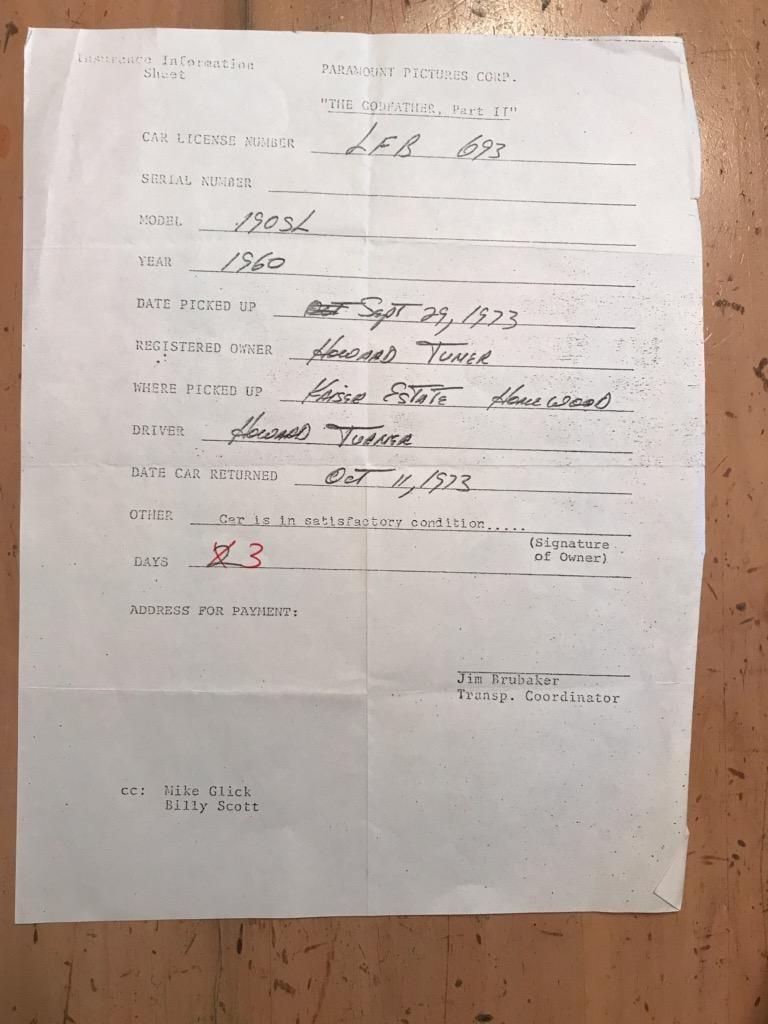 Insurance Information
Sheet
PARAMOUNT PICTURES CORP.
"THE GODFATHER, Part II"
CAR LICENSE NUMBER LFB 693
SERIAL NUMBER
MODEL 190SL
YEAR 1960
DATE PICKED UP Sept 29, 1973
REGISTERED OWNER HOWARD TUNER
WHERE PICKED UP KAISER ESTATE HOMEWOOD
DRIVER HOWARD TURNER
DATE CAR RETURNED Oct 11, 1973
OTHER Car is in satisfactory condition.....
(Signature
of Owner)
DAYS 3
ADDRESS FOR PAYMENT:
Jim Brubaker
Transp. Coordinator
cc: Mike Glick
Billy Scott